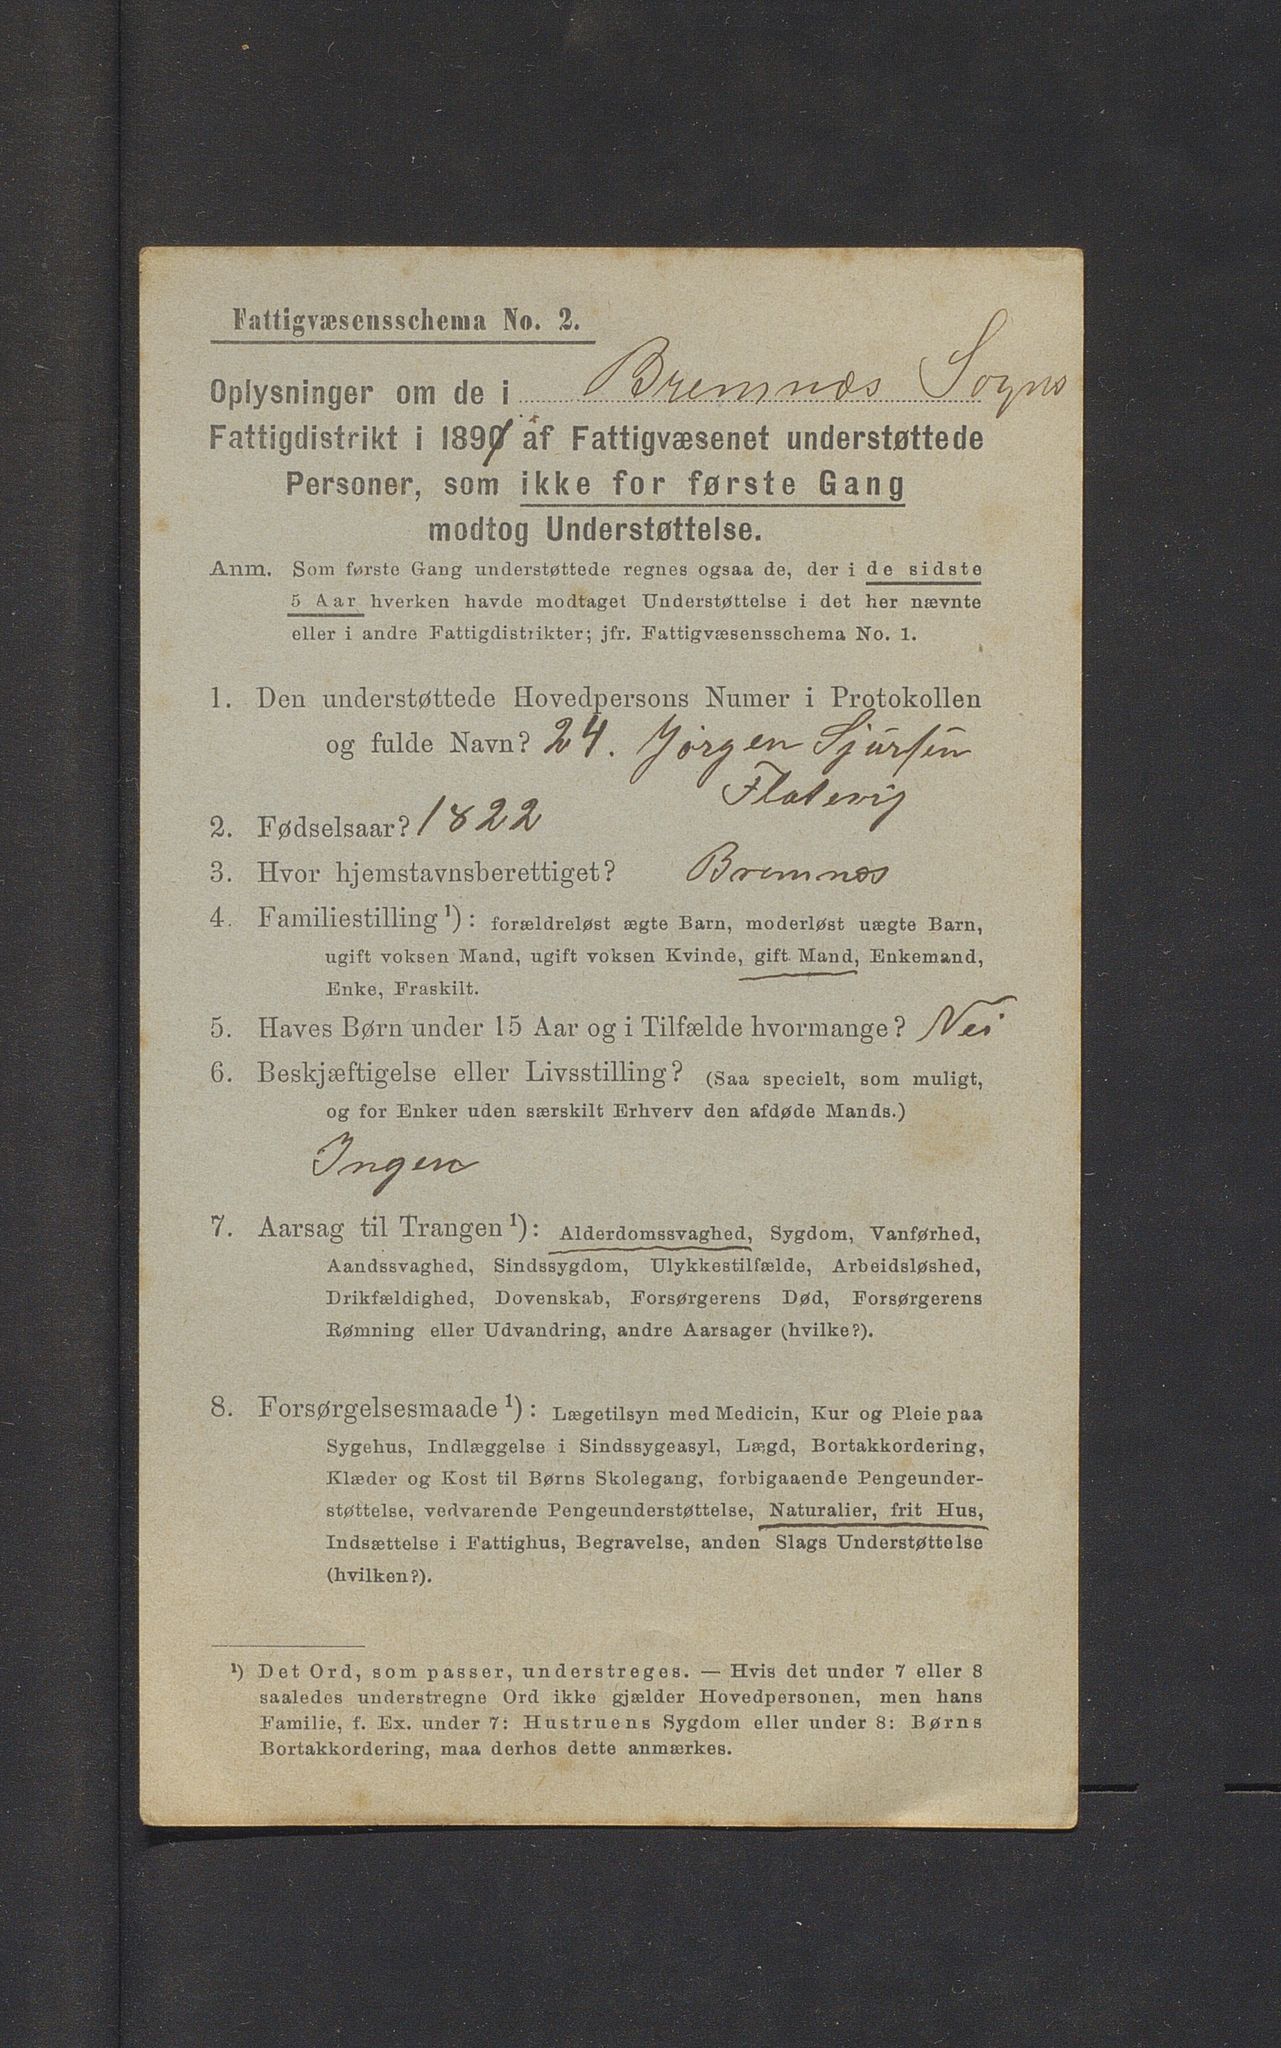 Fattigvæsensschema No. 2.
Oplysninger om de i Bremnæs Sogns
Fattigdistrikt i 1891 af Fattigvæsenet understøttede
Personer, som ikke for første Gang
modtog Understøttelse.
Anm. Som første Gang understøttede regnes ogsaa de, der i de sidste
5 Aar hverken havde modtaget Understøttelse i det her nævnte
eller i andre Fattigdistrikter; jfr. Fattigvæsensschema No. 1.
1. Den understøttede Hovedpersons Numer i Protokollen
og fulde Navn? 24. Jørgen Sjursen
Flatevig
2. Fødselsaar? 1822
3. Hvor hjemstavnsberettiget? Bremnæs
4. Familiestilling¹): forældreløst ægte Barn, moderløst uægte Barn,
ugift voksen Mand, ugift voksen Kvinde, gift Mand, Enkemand,
Enke, Fraskilt.
5. Haves Børn under 15 Aar og i Tilfælde hvormange? Nei
6. Beskjæftigelse eller Livsstilling? (Saa specielt, som muligt,
og for Enker uden særskilt Erhverv den afdøde Mands.)
Ingen
7. Aarsag til Trangen¹): Alderdomssvaghed, Sygdom, Vanførhed,
Aandssvaghed, Sindssygdom, Ulykkestilfælde, Arbeidsløshed,
Drikfældighed, Dovenskab, Forsørgerens Død, Forsørgerens
Rømning eller Udvandring, andre Aarsager (hvilke?).
8. Forsørgelsesmaade¹): Lægetilsyn med Medicin, Kur og Pleie paa
Sygehus, Indlæggelse i Sindssygeasyl, Lægd, Bortakkordering,
Klæder og Kost til Børns Skolegang, forbigaaende Pengeunder-
støttelse, vedvarende Pengeunderstøttelse, Naturalier, frit Hus,
Indsættelse i Fattighus, Begravelse, anden Slags Understøttelse
(hvilken?).
¹) Det Ord, som passer, understreges. — Hvis det under 7 eller 8
saaledes understregne Ord ikke gjælder Hovedpersonen, men hans
Familie, f. Ex. under 7: Hustruens Sygdom eller under 8: Børns
Bortakkordering, maa derhos dette anmærkes.